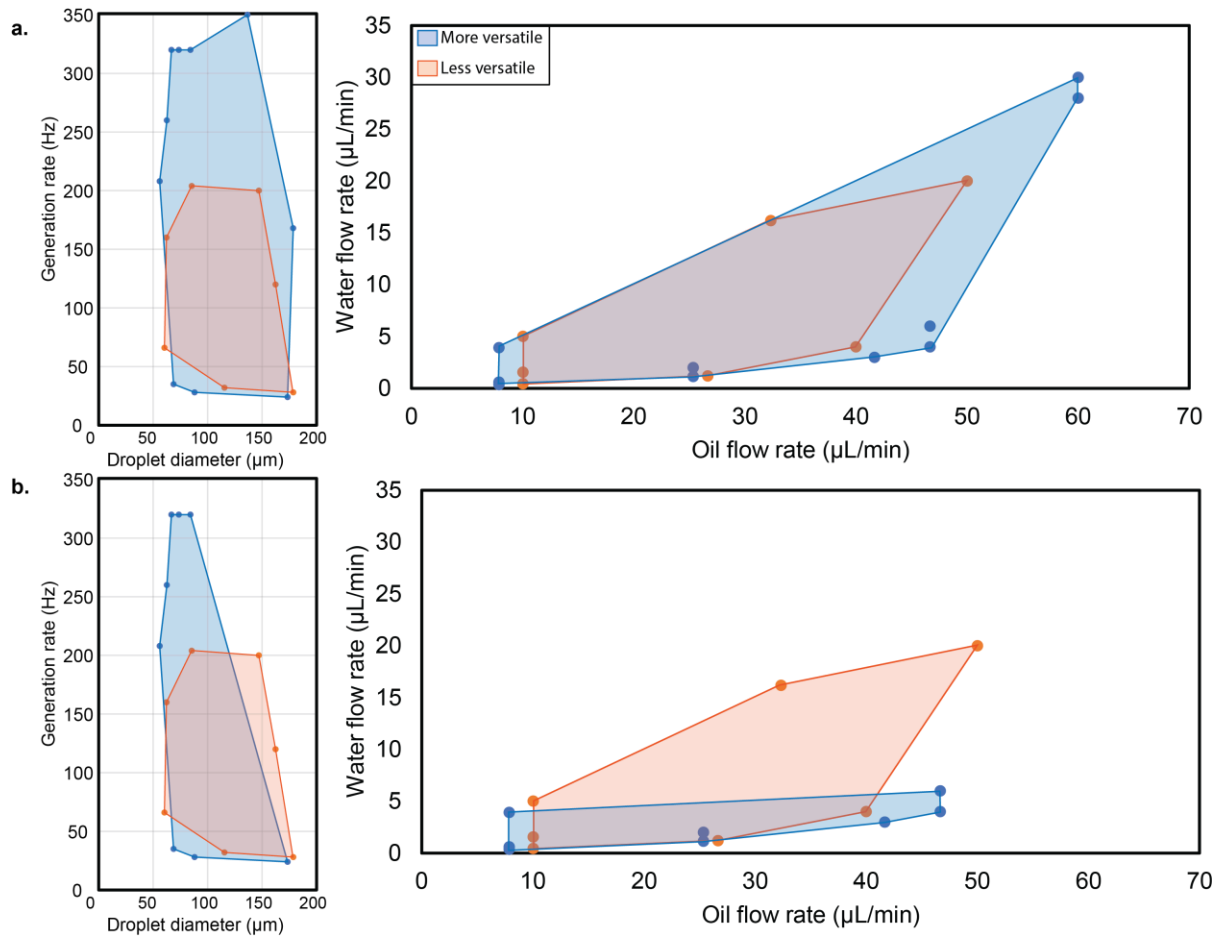 a.
350
300
250
200
150
100
50
0
Generation rate (Hz)
0 50 100 150 200
Droplet diameter (µm)
35
30
25
20
15
10
5
0
Water flow rate (µL/min)
More versatile
Less versatile
0 10 20 30 40 50 60 70
Oil flow rate (µL/min)
b.
350
300
250
200
150
100
50
0
Generation rate (Hz)
0 50 100 150 200
Droplet diameter (µm)
35
30
25
20
15
10
5
0
Water flow rate (µL/min)
0 10 20 30 40 50 60 70
Oil flow rate (µL/min)